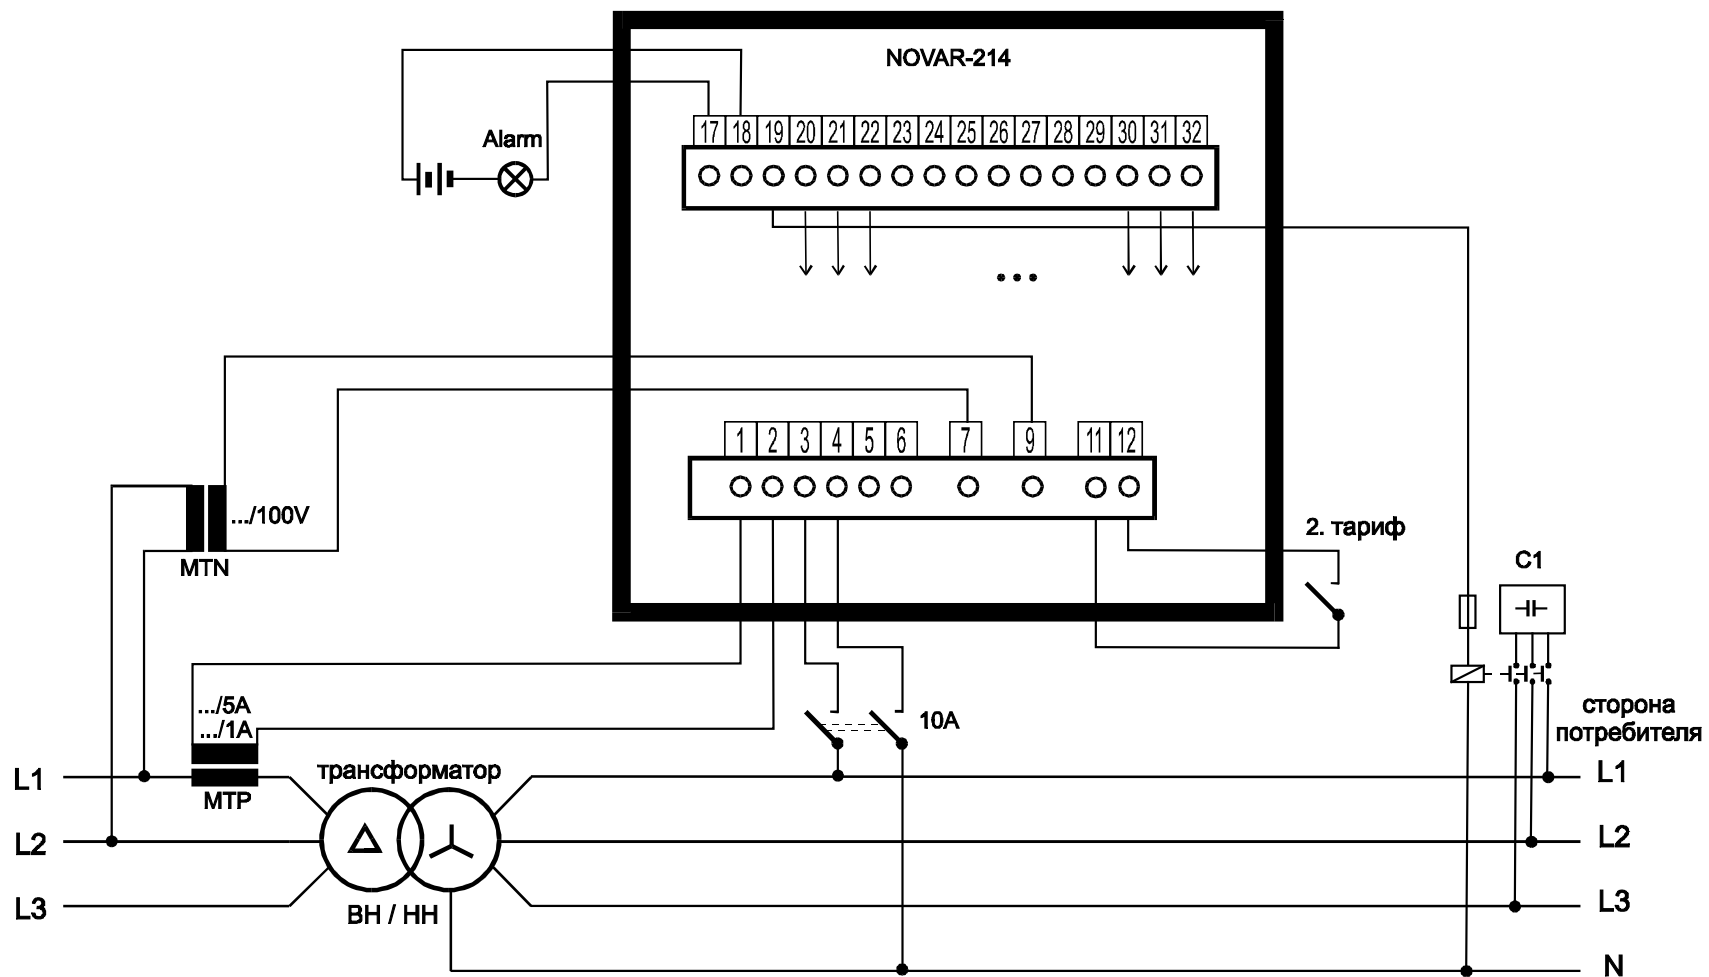 NOVAR-214
17 18 19 20 21 22 23 24 25 26 27 28 29 30 31 32
Alarm
1 2 3 4 5 6 7 9 11 12
.../100V
MTN
2. тариф
C1
.../5A
.../1A
10A
сторона
потребителя
L1
MTP
трансформатор
L1
L2
L2
L3
ВН / НН
L3
N